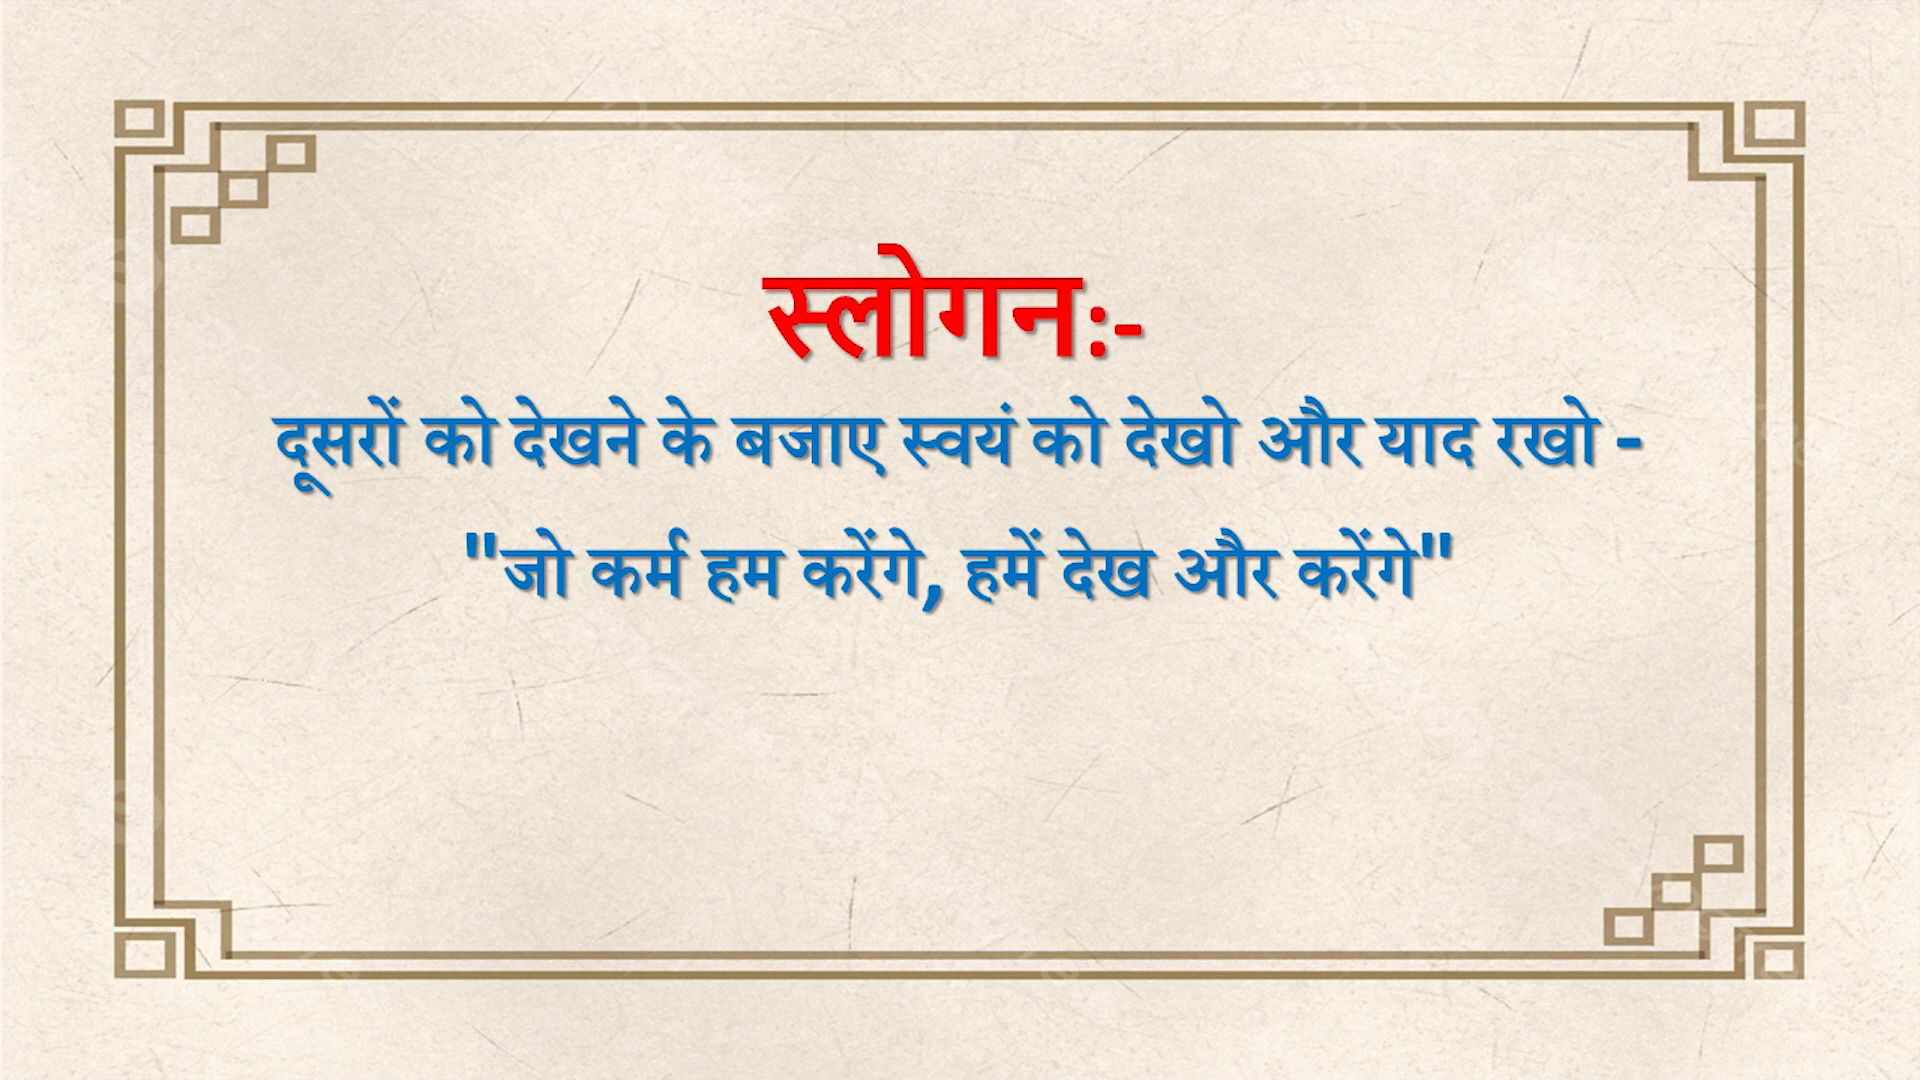 स्लोगन:-
दूसरों को देखने के बजाए स्वयं को देखो और याद रखो -
"जो कर्म हम करेंगे, हमें देख और करेंगे"